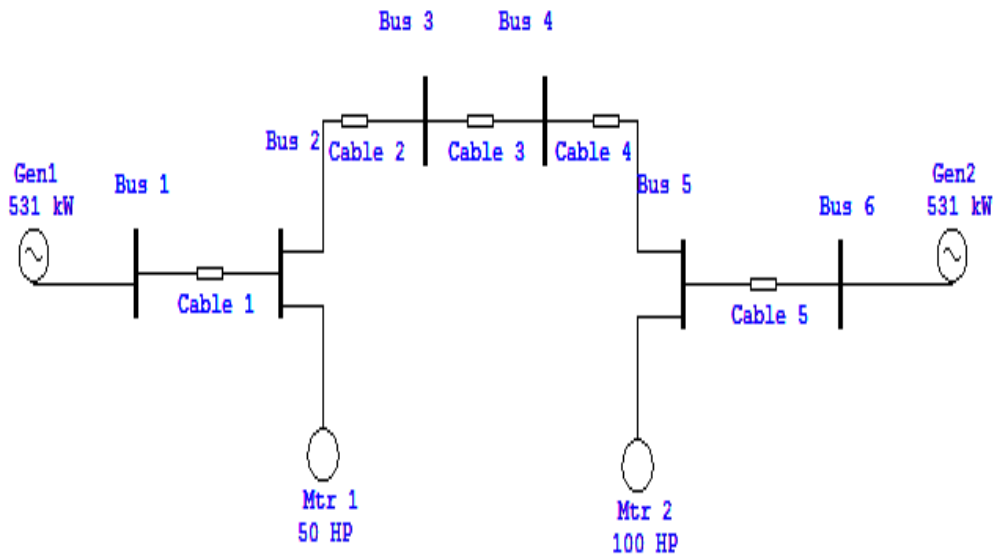 Bus 3
Bus 4
Bus 2
Cable 2
Cable 3
Cable 4
Gen1
531 kW
Bus 1
Bus 5
Gen2
531 kW
Bus 6
Cable 1
Cable 5
Mtr 1
50 HP
Mtr 2
100 HP